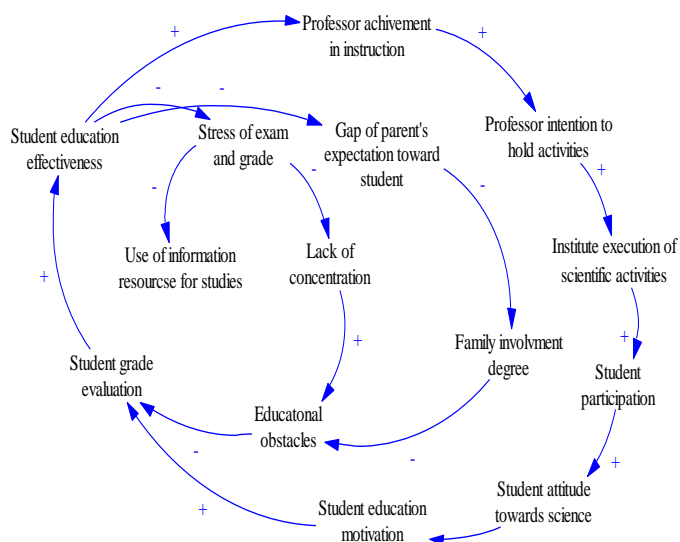 Professor achivement
in instruction
+
+
-
-
Student education
effectiveness
Stress of exam
and grade
Gap of parent's
expectation toward
student
Professor intention to
hold activities
+
-
-
-
Use of information
resourcse for studies
Lack of
concentration
Institute execution of
scientific activities
+
+
+
Student grade
evaluation
Family involvment
degree
Student
participation
Educatonal
obstacles
-
-
+
Student education
motivation
+
Student attitude
towards science